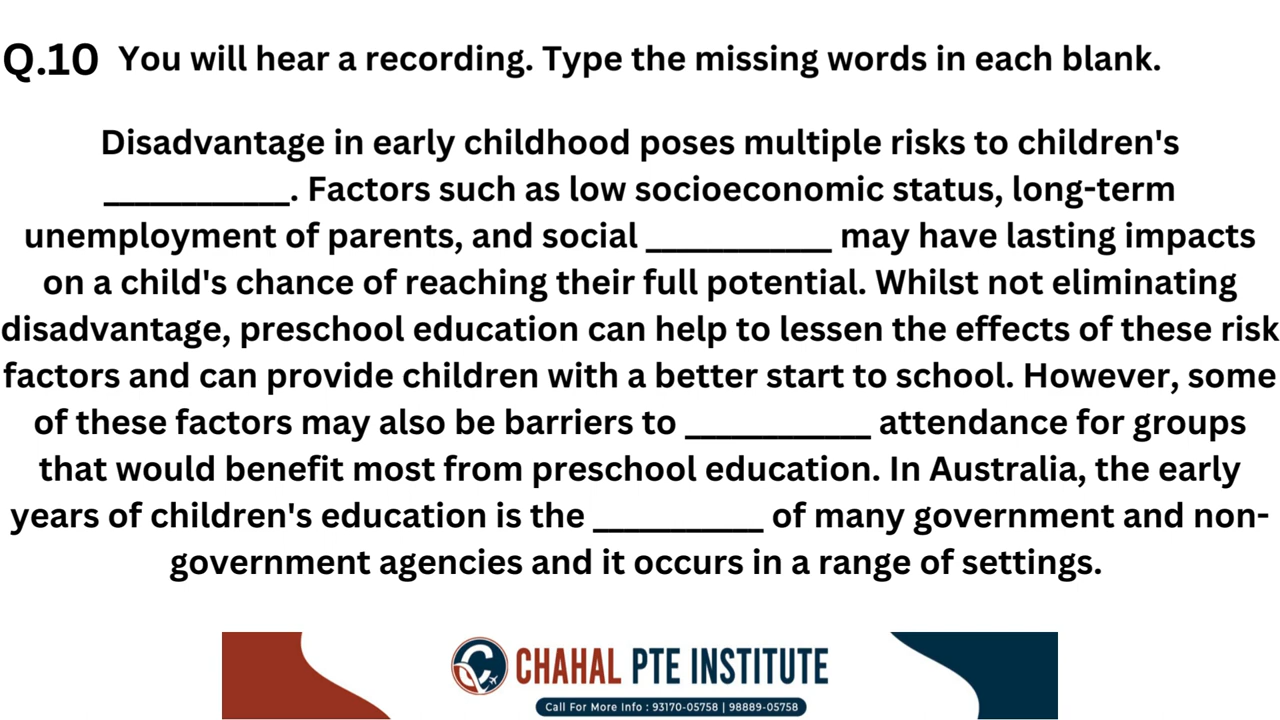 Q.10 You will hear a recording. Type the missing words in each blank.
Disadvantage in early childhood poses multiple risks to children's
____________. Factors such as low socioeconomic status, long-term
unemployment of parents, and social ____________ may have lasting impacts
on a child's chance of reaching their full potential. Whilst not eliminating
disadvantage, preschool education can help to lessen the effects of these risk
factors and can provide children with a better start to school. However, some
of these factors may also be barriers to ____________ attendance for groups
that would benefit most from preschool education. In Australia, the early
years of children's education is the ___________ of many government and non-
government agencies and it occurs in a range of settings.
CHAHAL PTE INSTITUTE
Call For More Info : 93170-05758 | 98889-05758